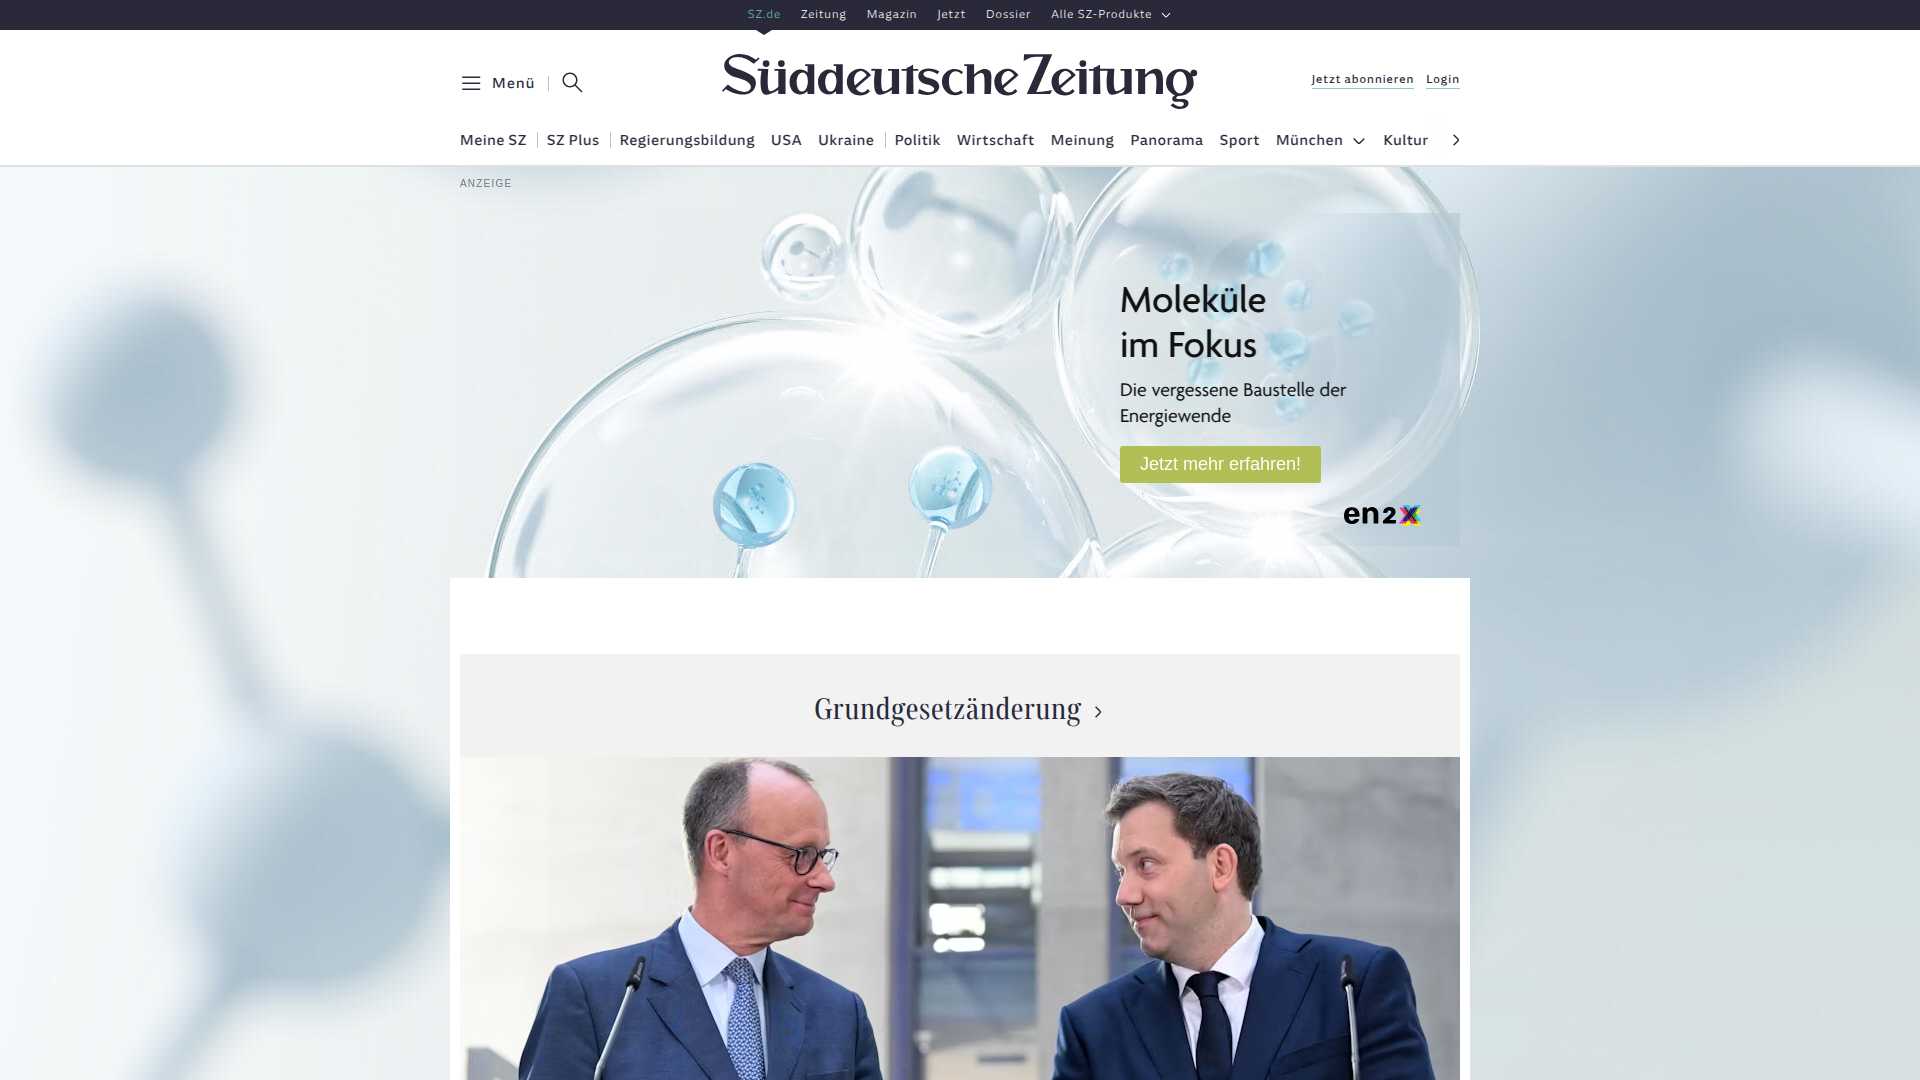 SZ.de Zeitung Magazin Jetzt Dossier Alle SZ-Produkte
Menü
Süddeutsche Zeitung
Jetzt abonnieren Login
Meine SZ SZ Plus Regierungsbildung USA Ukraine Politik Wirtschaft Meinung Panorama Sport München Kultur
ANZEIGE
Moleküle
im Fokus
Die vergessene Baustelle der
Energiewende
Jetzt mehr erfahren!
en2x
Grundgesetzänderung